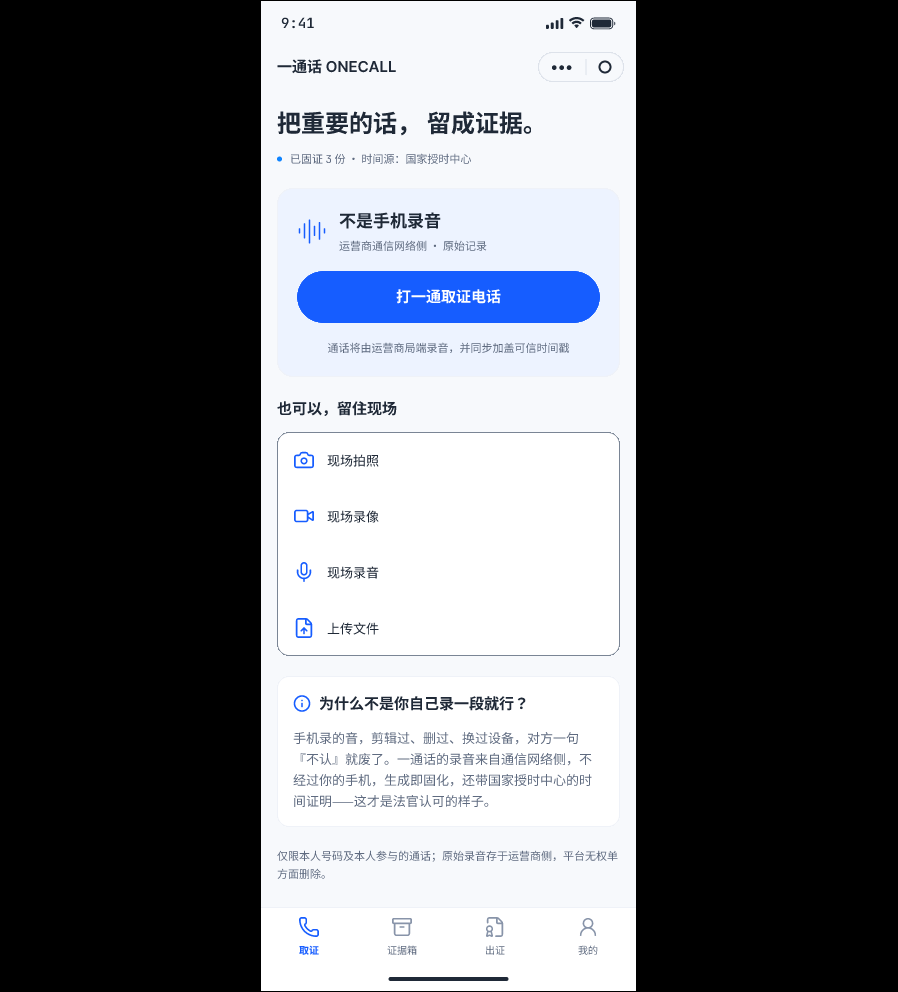 9:41
一通话 ONECALL
把重要的话， 留成证据。
已固证 3 份 · 时间源：国家授时中心
不是手机录音
运营商通信网络侧 · 原始记录
打一通取证电话
通话将由运营商局端录音，并同步加盖可信时间戳
也可以，留住现场
现场拍照
现场录像
现场录音
上传文件
为什么不是你自己录一段就行？
手机录的音，剪辑过、删过、换过设备，对方一句
『不认』就废了。一通话的录音来自通信网络侧，不
经过你的手机，生成即固化，还带国家授时中心的时
间证明——这才是法官认可的样子。
仅限本人号码及本人参与的通话；原始录音存于运营商侧，平台无权单
方面删除。
取证
证据箱
出证
我的